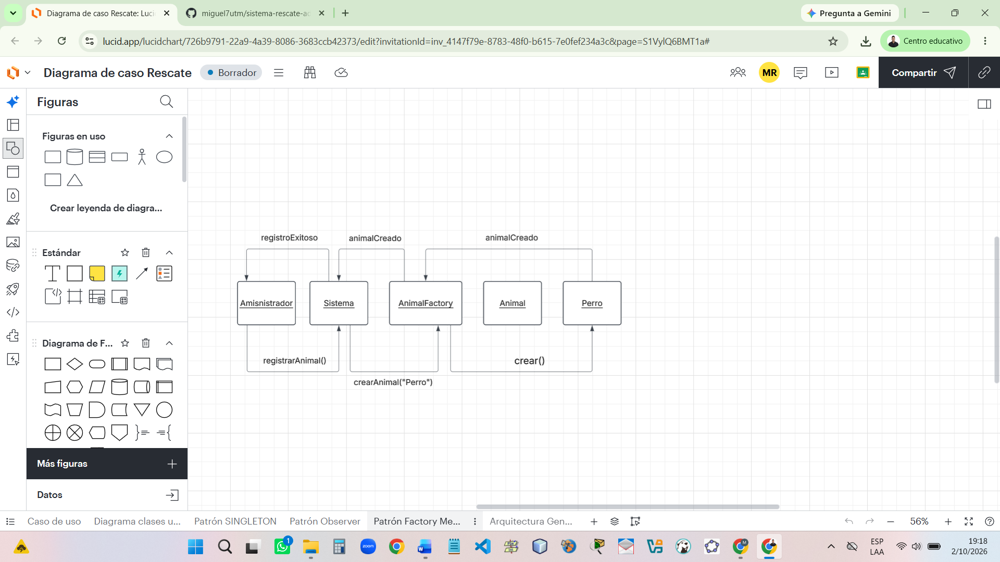 Diagrama de caso Rescate: Luci
miguel7utm/sistema-rescate-ad
Pregunta a Gemini
lucid.app/lucidchart/726b9791-22a9-4a39-8086-3683ccb42373/edit?invitationId=inv_4147f79e-8783-48f0-b615-7e0fef234a3c&page=S1VylQ6BMT1a#
Centro educativo
Diagrama de caso Rescate
Borrador
MR
Compartir
Figuras
Figuras en uso
Crear leyenda de diagra...
Estándar
Diagrama de F...
Más figuras
Datos
registroExitoso
animalCreado
animalCreado
Amisnistrador
Sistema
AnimalFactory
Animal
Perro
registrarAnimal()
crear()
crearAnimal("Perro")
Caso de uso
Diagrama clases u...
Patrón SINGLETON
Patrón Observer
Patrón Factory Me...
Arquitectura Gen...
56%
1
zoom
M
ESP
LAA
19:18
2/10/2026